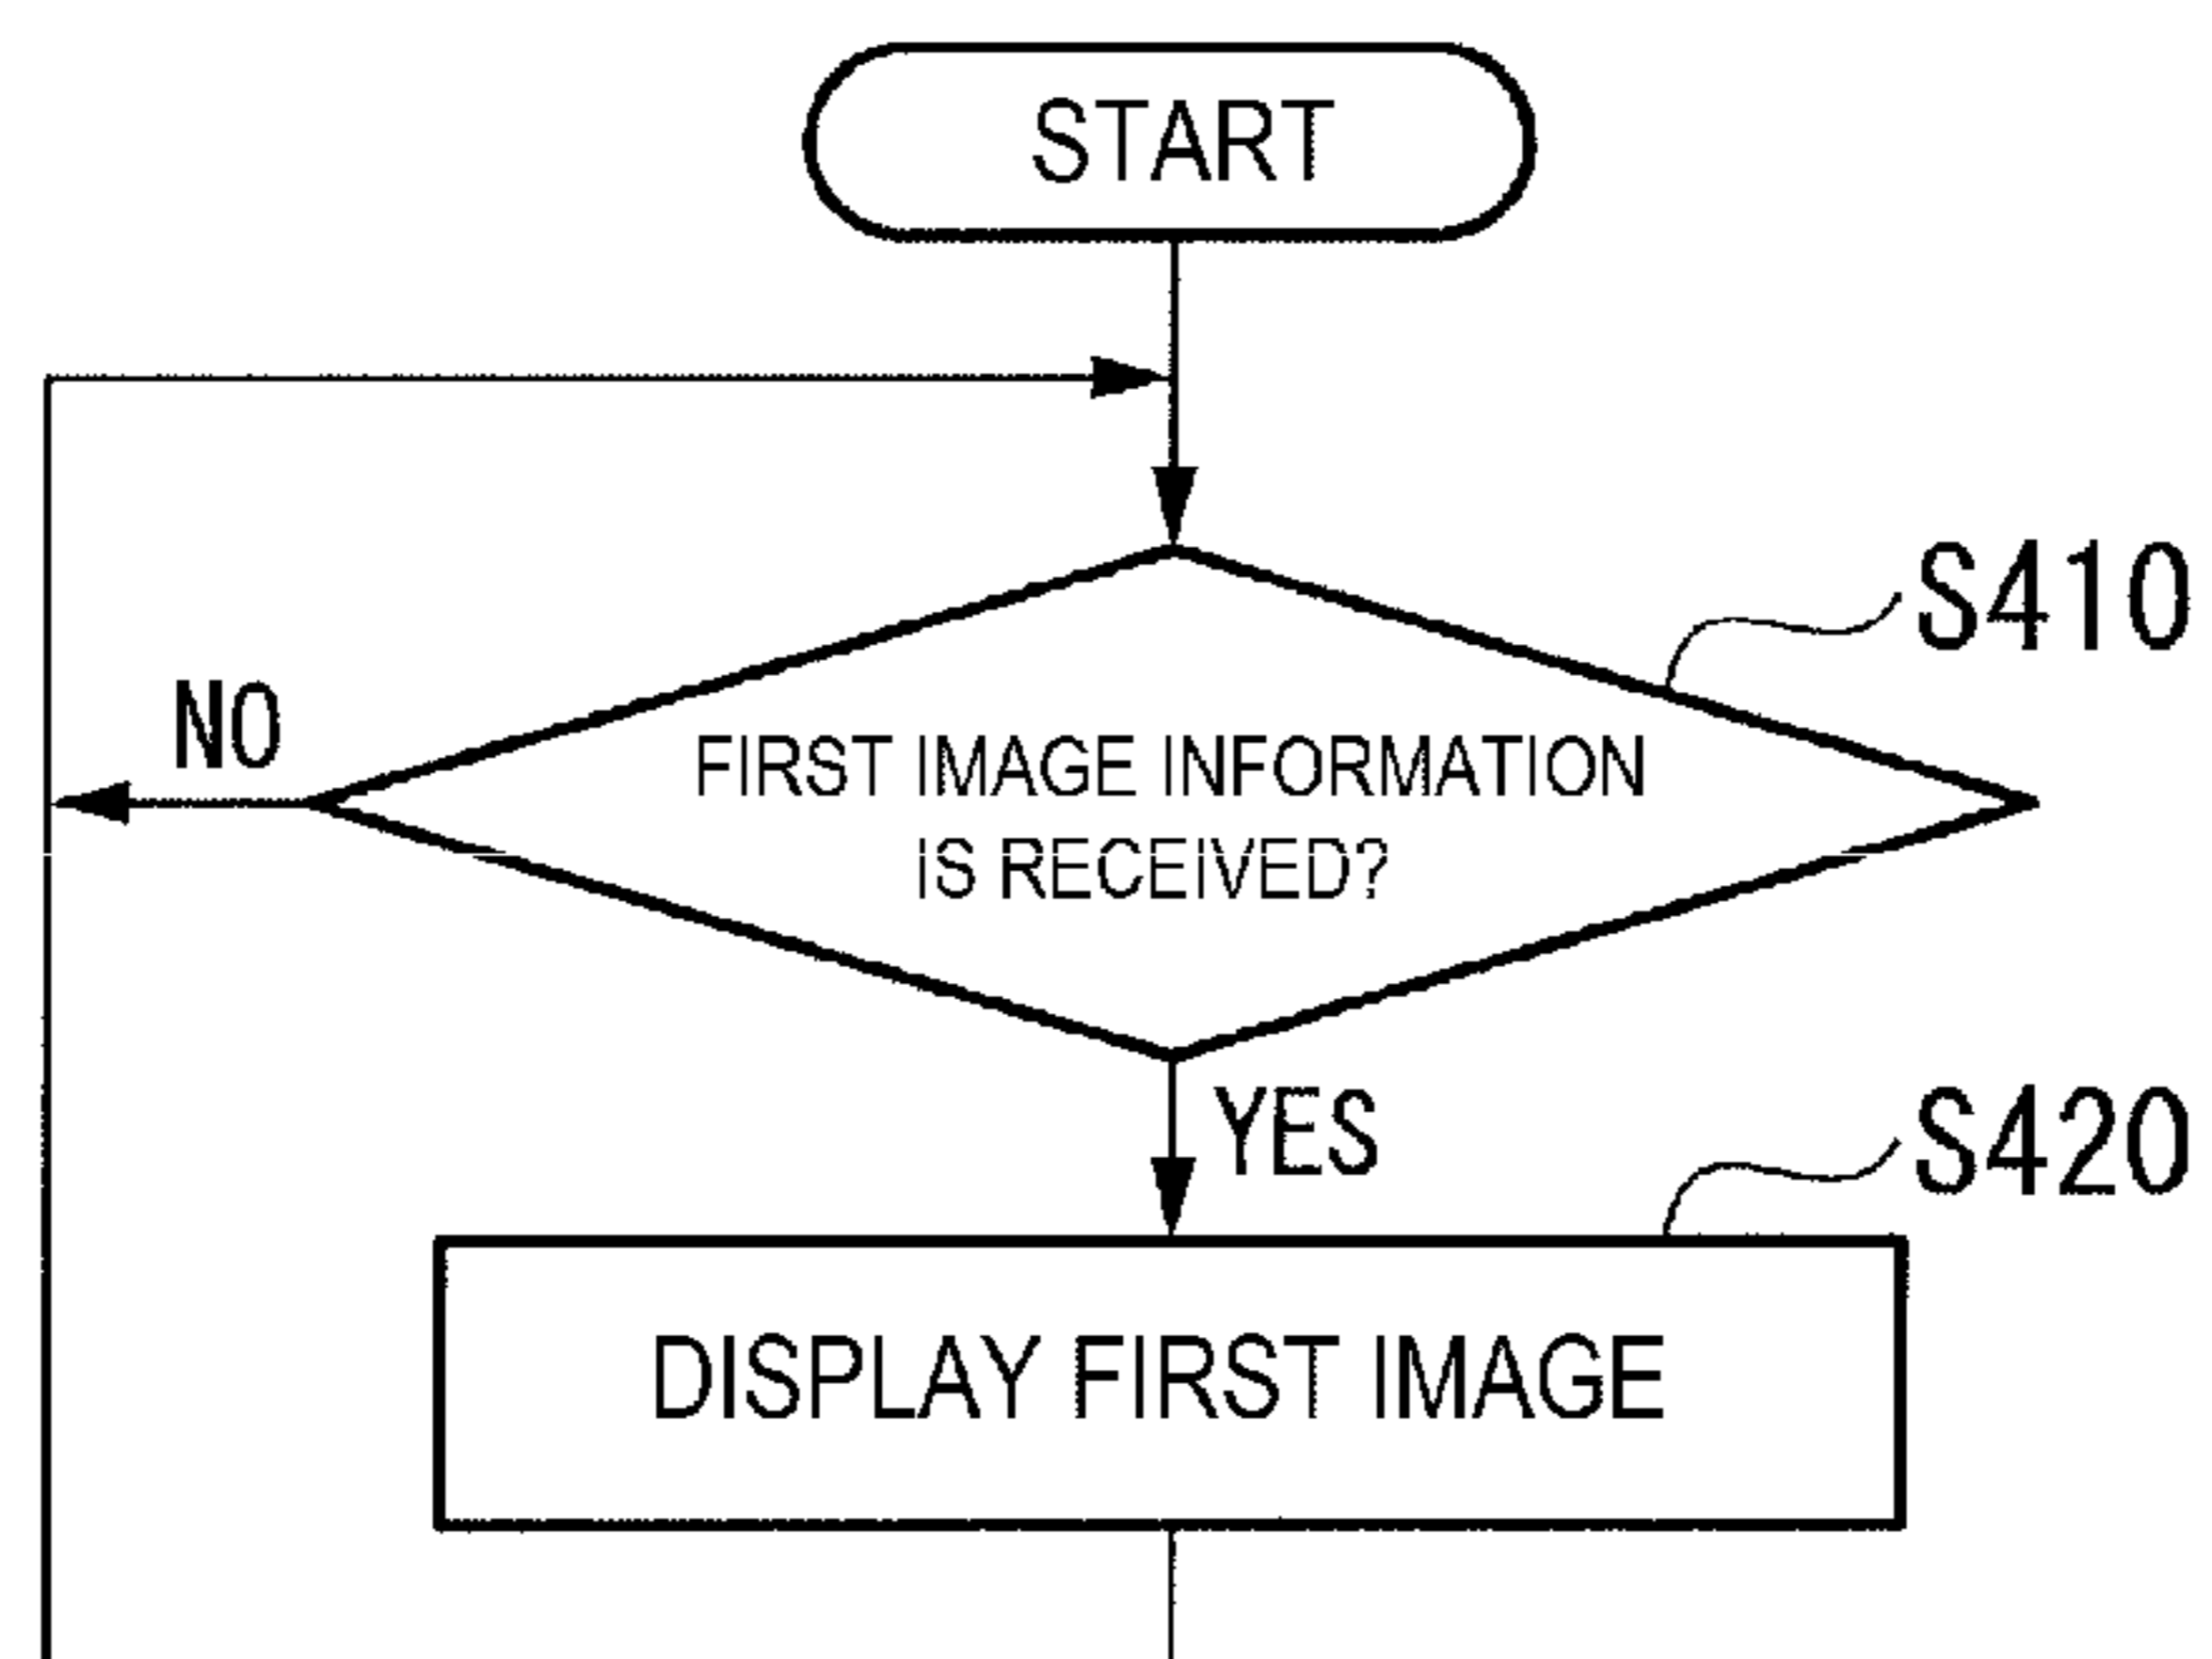 START
S410
NO
FIRST IMAGE INFORMATION
IS RECEIVED?
YES
S420
DISPLAY FIRST IMAGE